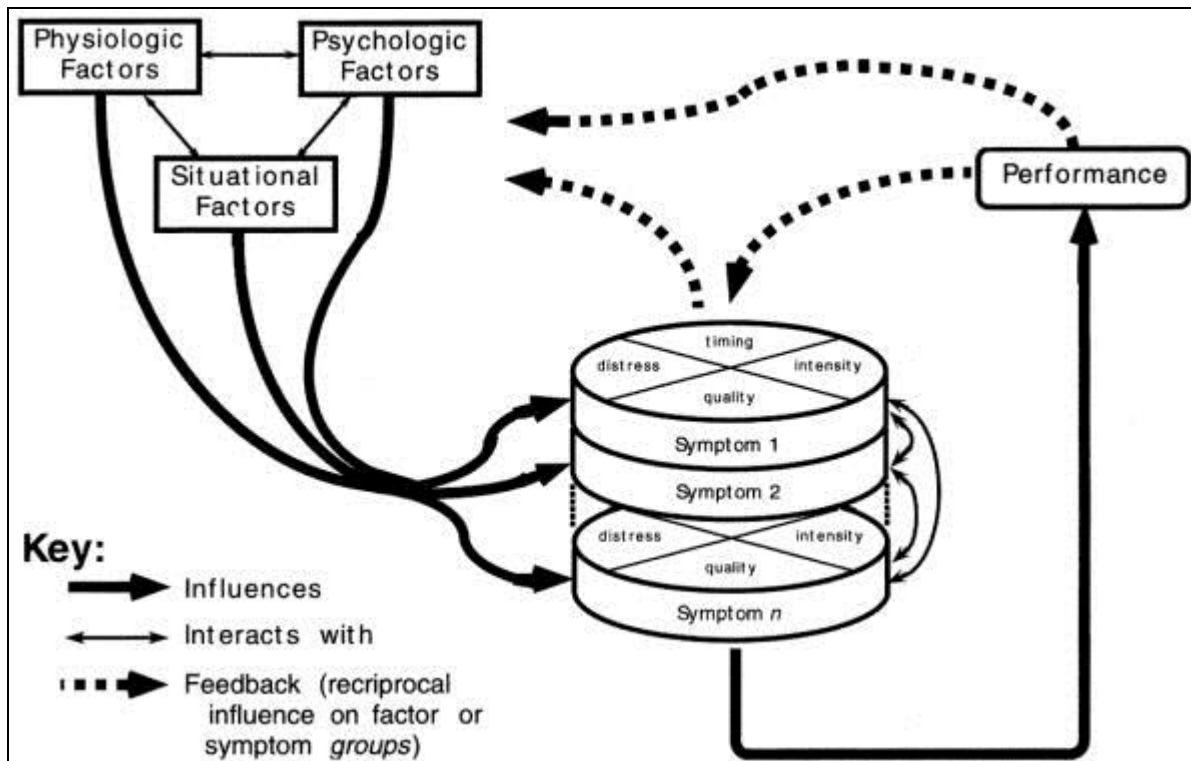 Physiologic
Factors
Psychologic
Factors
Situational
Factors
Performance
timing
distress
intensity
quality
Symptom 1
Symptom 2
distress
intensity
quality
Symptom n
Key:
Influences
Interacts with
Feedback (recriprocal
influence on factor or
symptom groups)